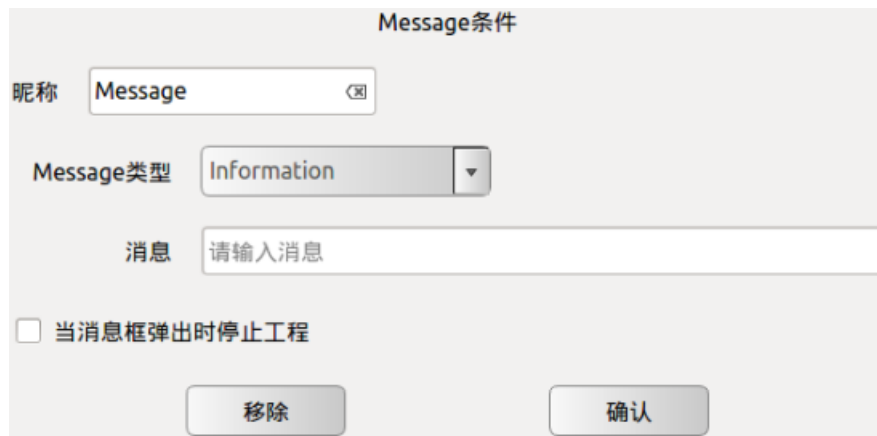 Message条件
昵称 Message
Message类型 Information
消息 请输入消息
当消息框弹出时停止工程
移除 确认